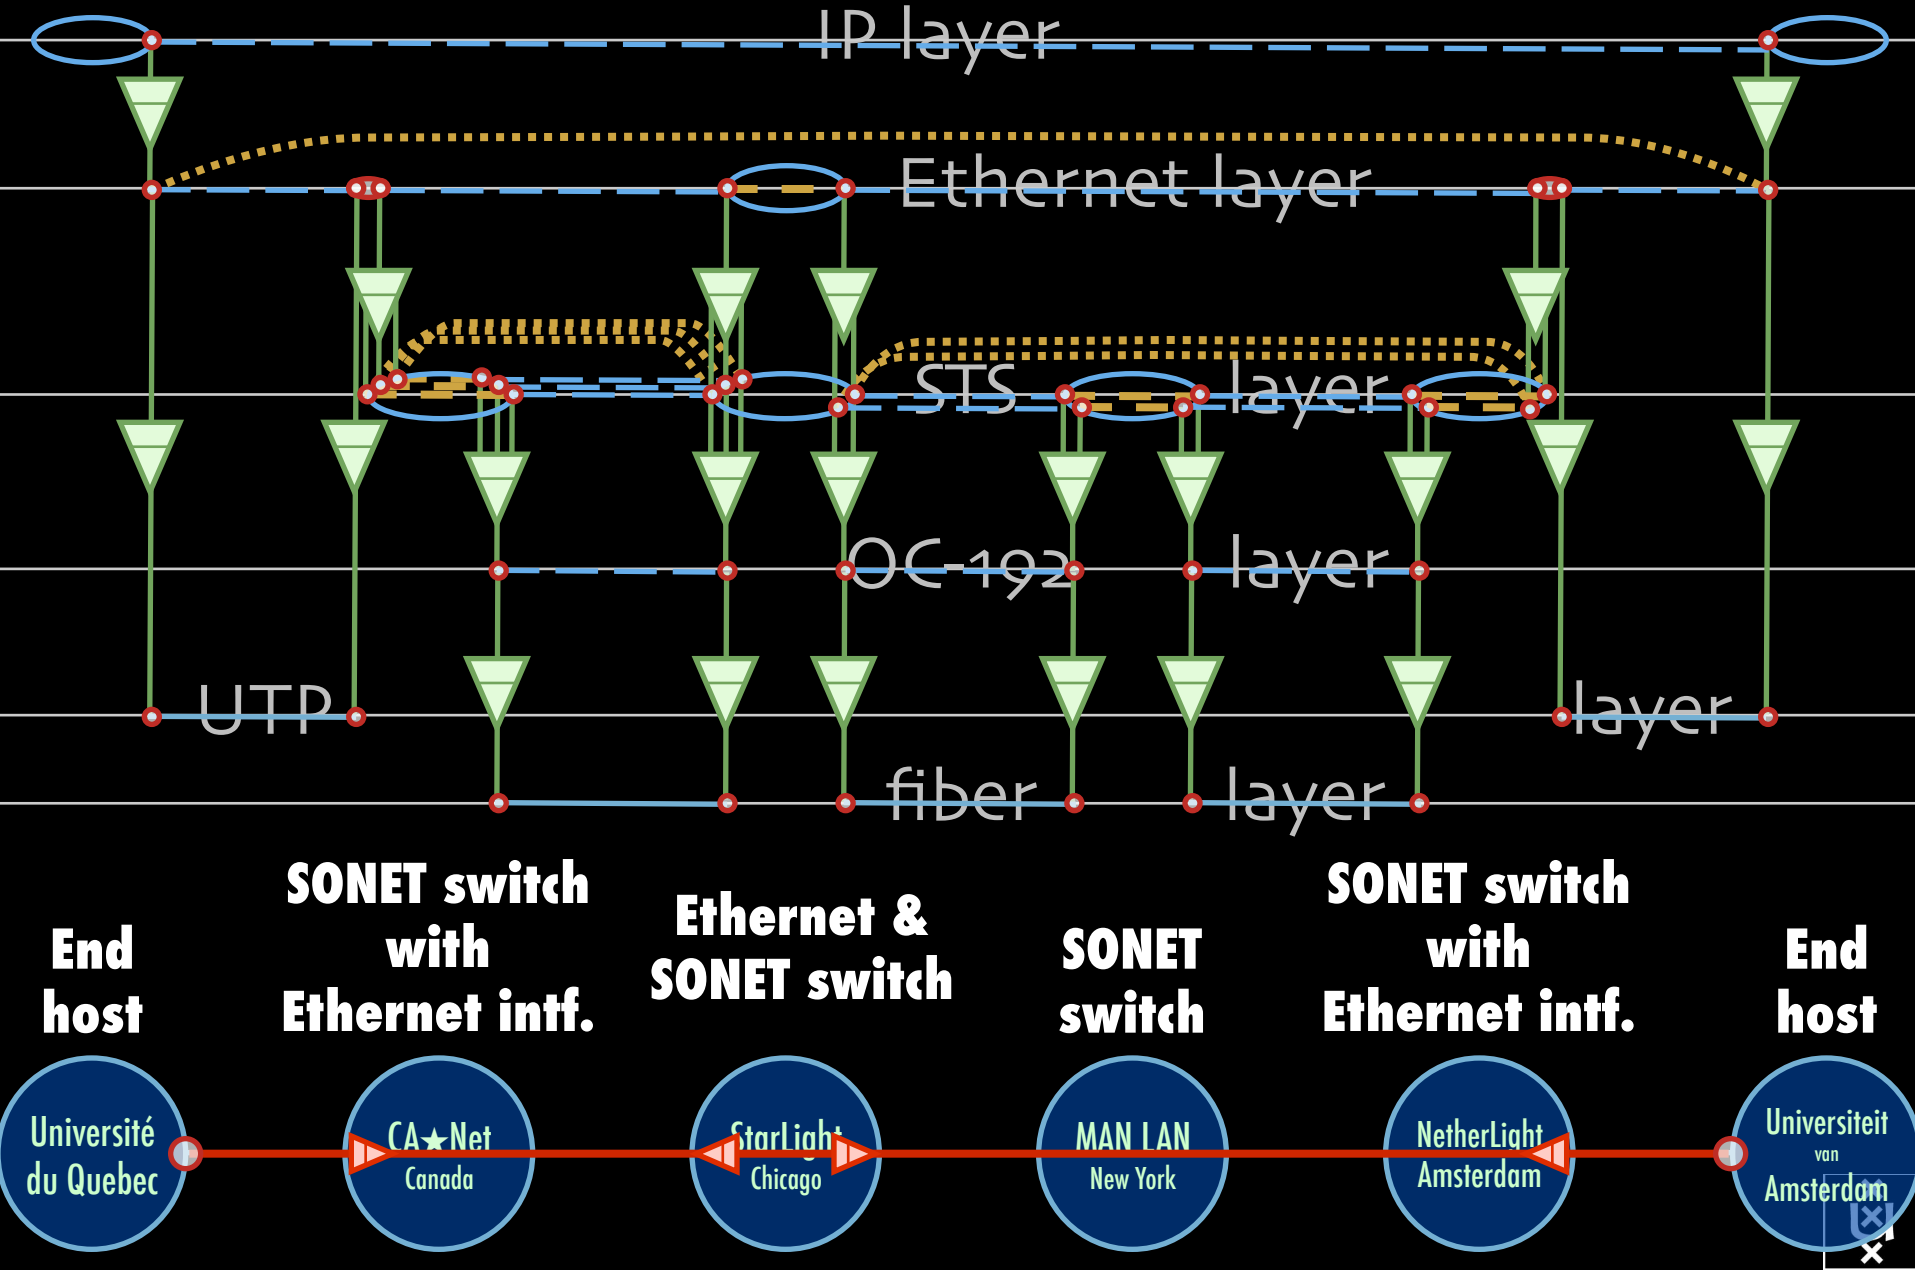 IP layer
Ethernet layer
STS layer
OC-192 layer
UTP layer
fiber layer
End
host
SONET switch
with
Ethernet intf.
Ethernet &
SONET switch
SONET
switch
SONET switch
with
Ethernet intf.
End
host
Université
du Quebec
CA★Net
Canada
StarLight
Chicago
MAN LAN
New York
NetherLight
Amsterdam
Universiteit
van
Amsterdam